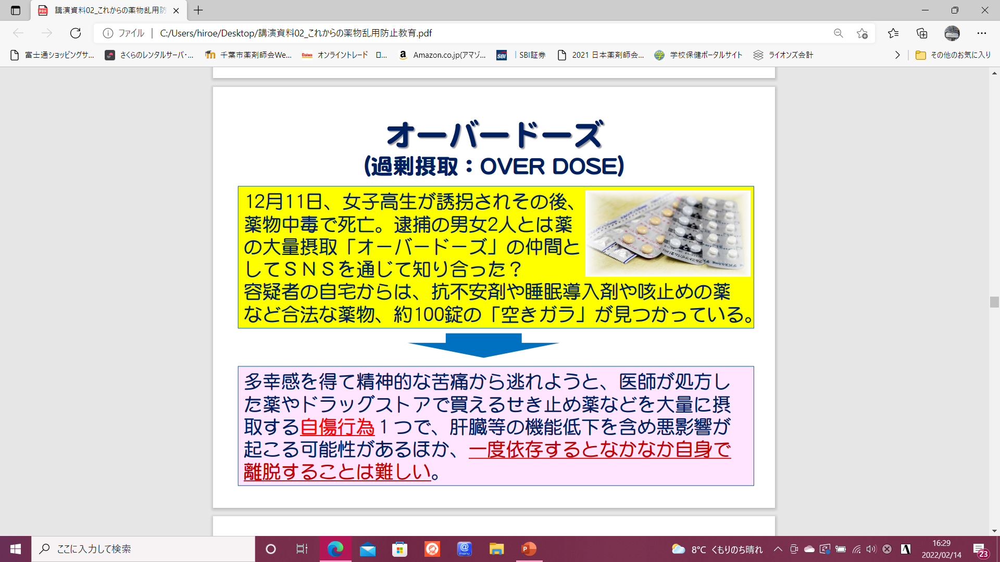 講演資料02_これからの薬物乱用防
ファイル | C:/Users/hiroe/Desktop/講演資料02_これからの薬物乱用防止教育.pdf
富士通ショッピングサ... さくらのレンタルサーバ・... 千葉市薬剤師会We... Daiwa オンライントレード ロ... Amazon.co.jp(アマゾ... SBI | SBI証券 2021 日本薬剤師会... 学校保健ポータルサイト ライオンズ会計 その他のお気に入り
オーバードーズ
(過剰摂取：OVER DOSE)
12月11日、女子高生が誘拐されその後、
薬物中毒で死亡。逮捕の男女2人とは薬
の大量摂取「オーバードーズ」の仲間と
してＳＮＳを通じて知り合った？
容疑者の自宅からは、抗不安剤や睡眠導入剤や咳止めの薬
など合法な薬物、約100錠の「空きガラ」が見つかっている。
多幸感を得て精神的な苦痛から逃れようと、医師が処方し
た薬やドラッグストアで買えるせき止め薬などを大量に摂
取する自傷行為１つで、肝臓等の機能低下を含め悪影響が
起こる可能性があるほか、一度依存するとなかなか自身で
離脱することは難しい。
ここに入力して検索
8°C くもりのち晴れ
16:29
2022/02/14
23